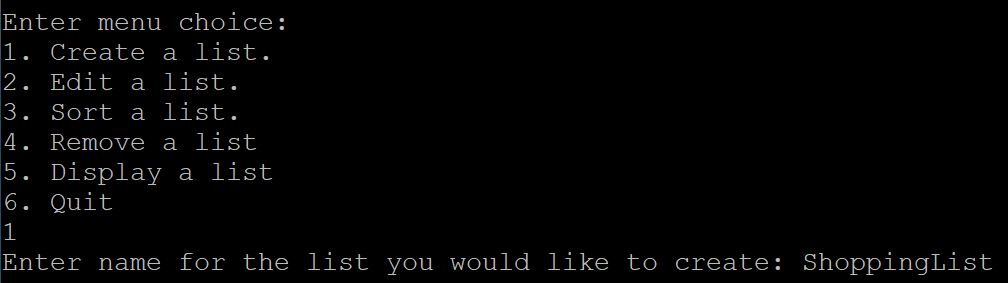 Enter menu choice:
1. Create a list.
2. Edit a list.
3. Sort a list.
4. Remove a list
5. Display a list
6. Quit
1
Enter name for the list you would like to create: ShoppingList